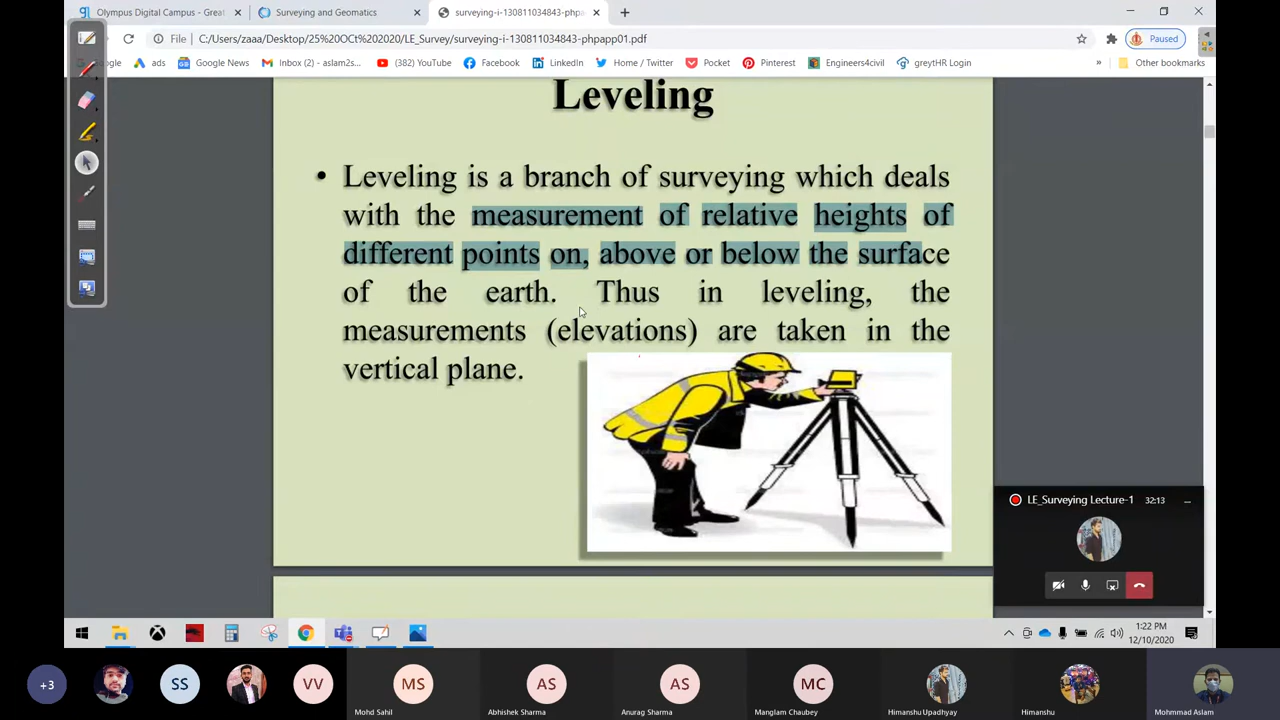 Olympus Digital Campus - Great
Surveying and Geomatics
surveying-i-130811034843-phpapp
File
C:/Users/zaaa/Desktop/25%20OCt%202020/LE_Survey/surveying-i-130811034843-phpapp01.pdf
Paused
ads
Google News
Inbox (2) - aslam2s...
(382) YouTube
Facebook
LinkedIn
Home / Twitter
Pocket
Pinterest
Engineers4civil
greytHR Login
»
Other bookmarks
Leveling
• Leveling is a branch of surveying which deals
with the measurement of relative heights of
different points on, above or below the surface
of the earth. Thus in leveling, the
measurements (elevations) are taken in the
vertical plane.
LE_Surveying Lecture-1 32:13
1:22 PM
12/10/2020
+3
SS
VV
MS
Mohd Sahil
AS
Abhishek Sharma
AS
Anurag Sharma
MC
Manglam Chaubey
Himanshu Upadhyay
Himanshu
Mohmmad Aslam